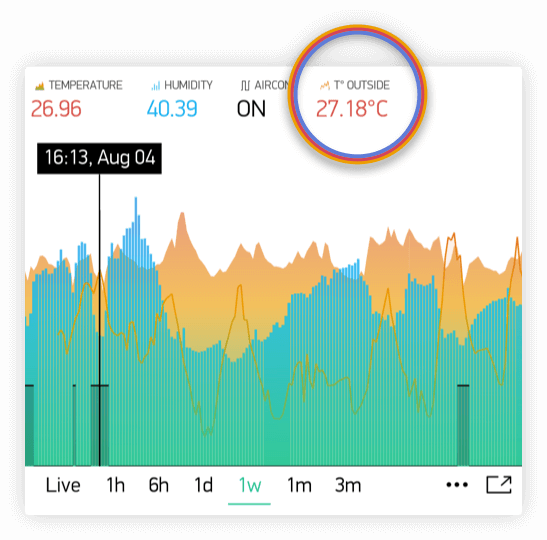 TEMPERATURE HUMIDITY AIRCON T° OUTSIDE
26.96 40.39 ON 27.18°C
16:13, Aug 04
Live 1h 6h 1d 1w 1m 3m